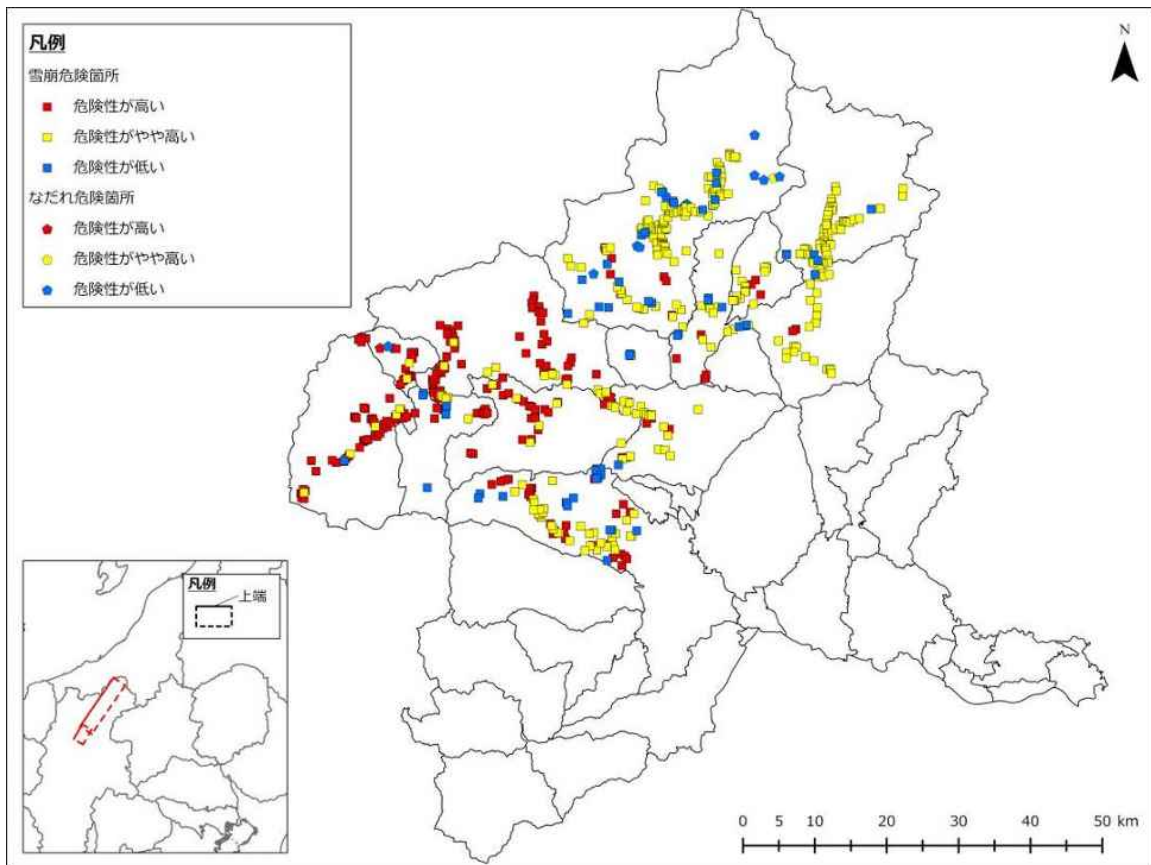 凡例
雪崩危険箇所
危険性が高い
危険性がやや高い
危険性が低い
なだれ危険箇所
危険性が高い
危険性がやや高い
危険性が低い
N
凡例
上端
0 5 10 20 30 40 50 km